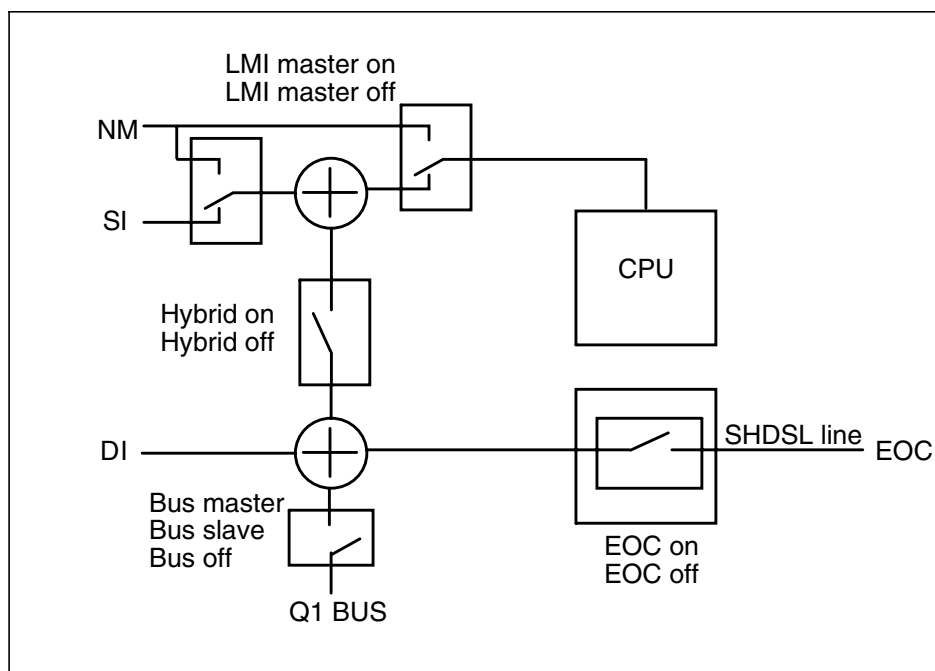 LMI master on
LMI master off
NM
SI
CPU
Hybrid on
Hybrid off
DI
SHDSL line
EOC
Bus master
Bus slave
Bus off
EOC on
EOC off
Q1 BUS